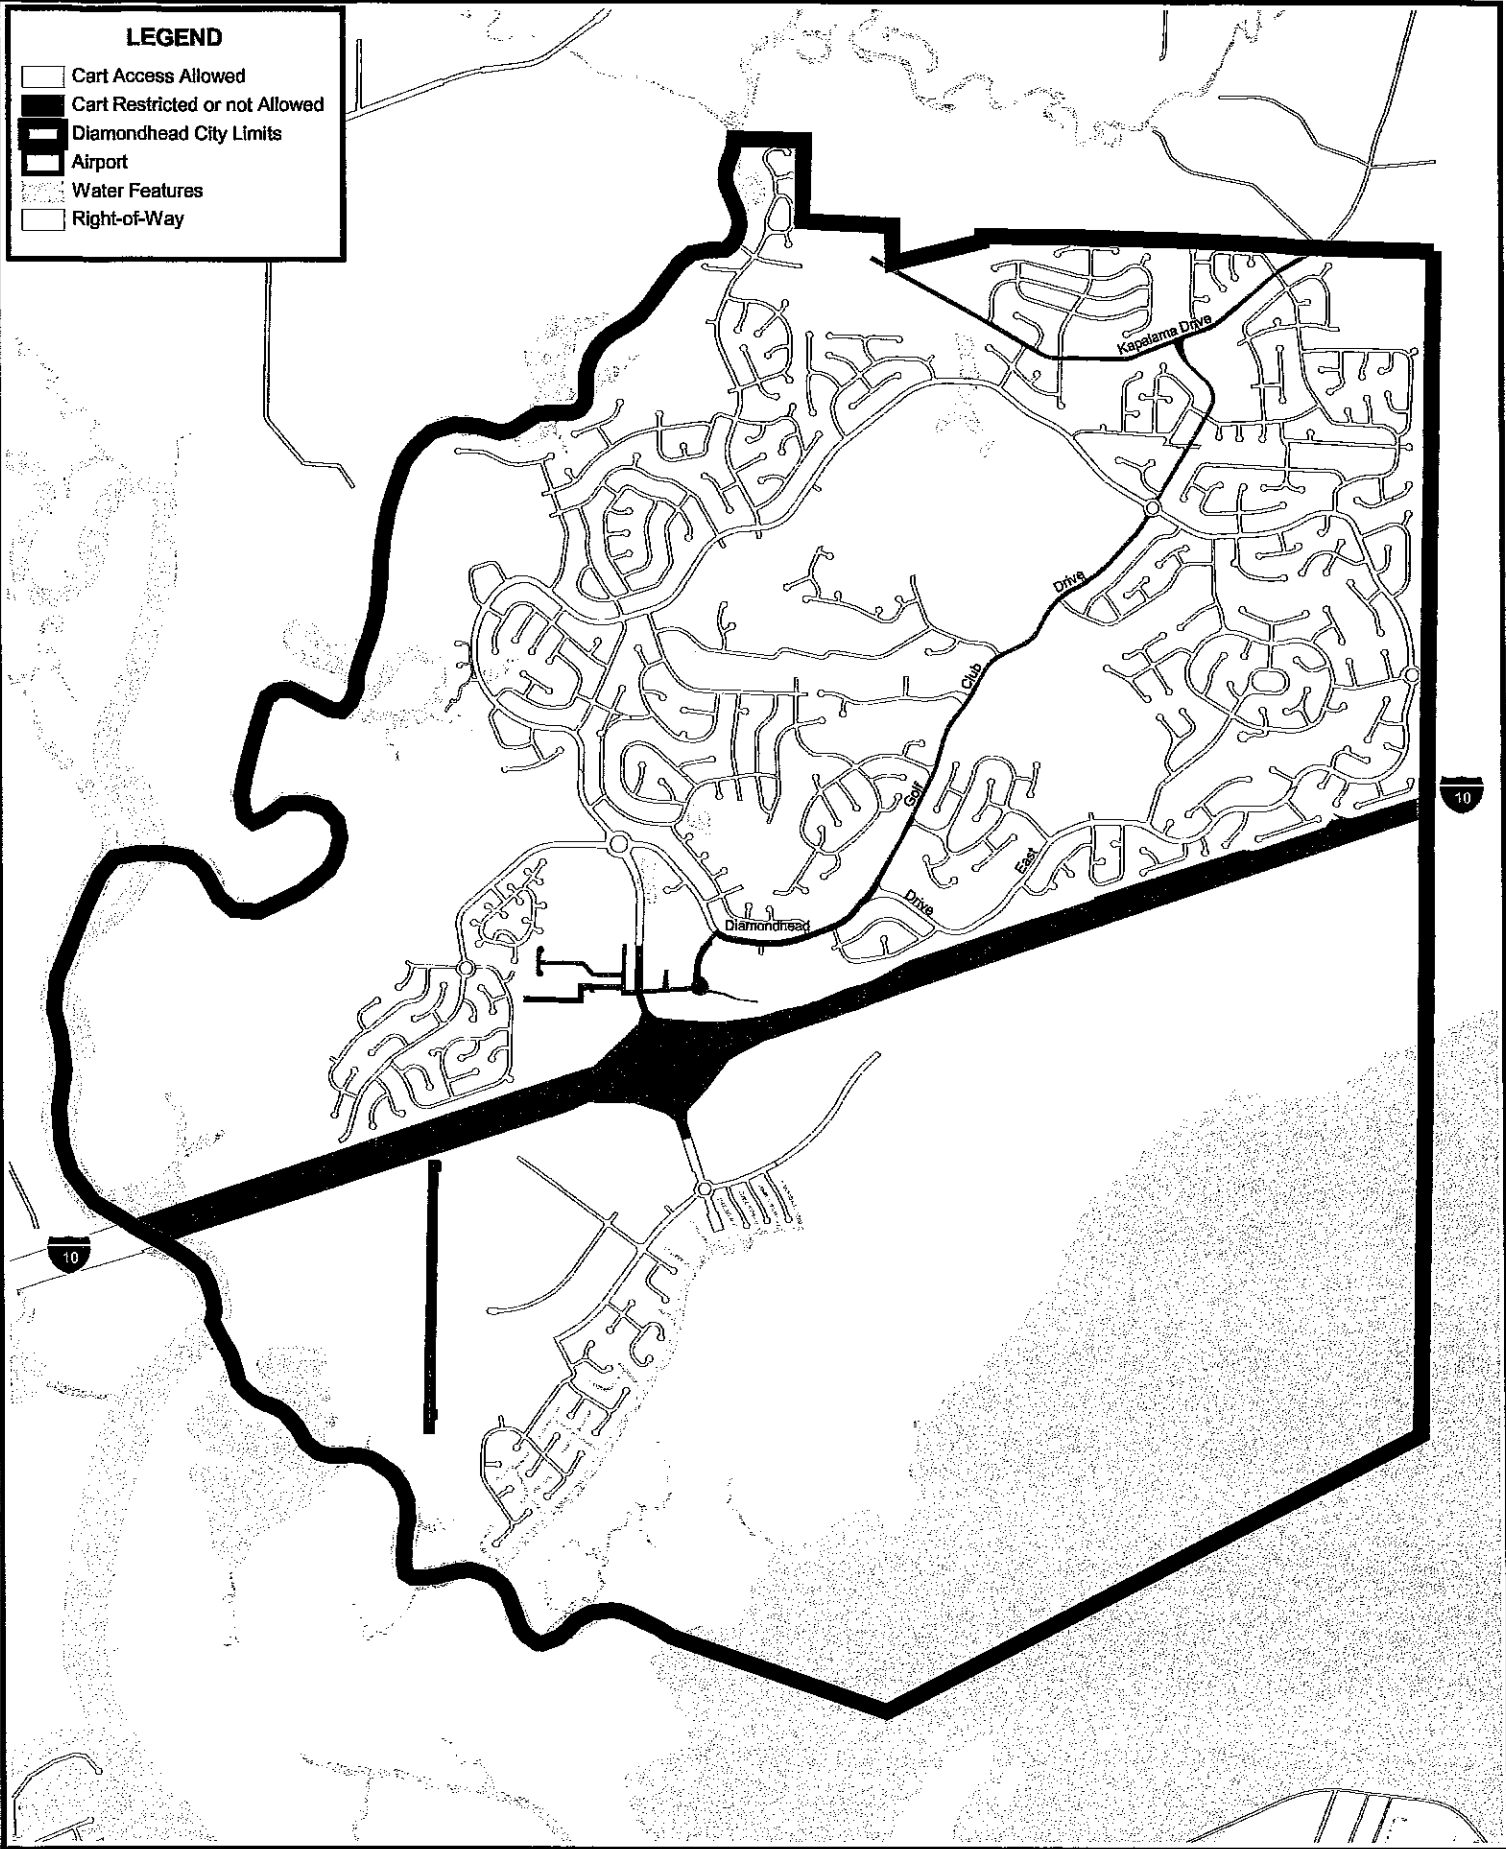 LEGEND
Cart Access Allowed
Cart Restricted or not Allowed
Diamondhead City Limits
Airport
Water Features
Right-of-Way
Kapalama Drive
Drive
Club
Golf
10
East
Drive
Diamondhead
10